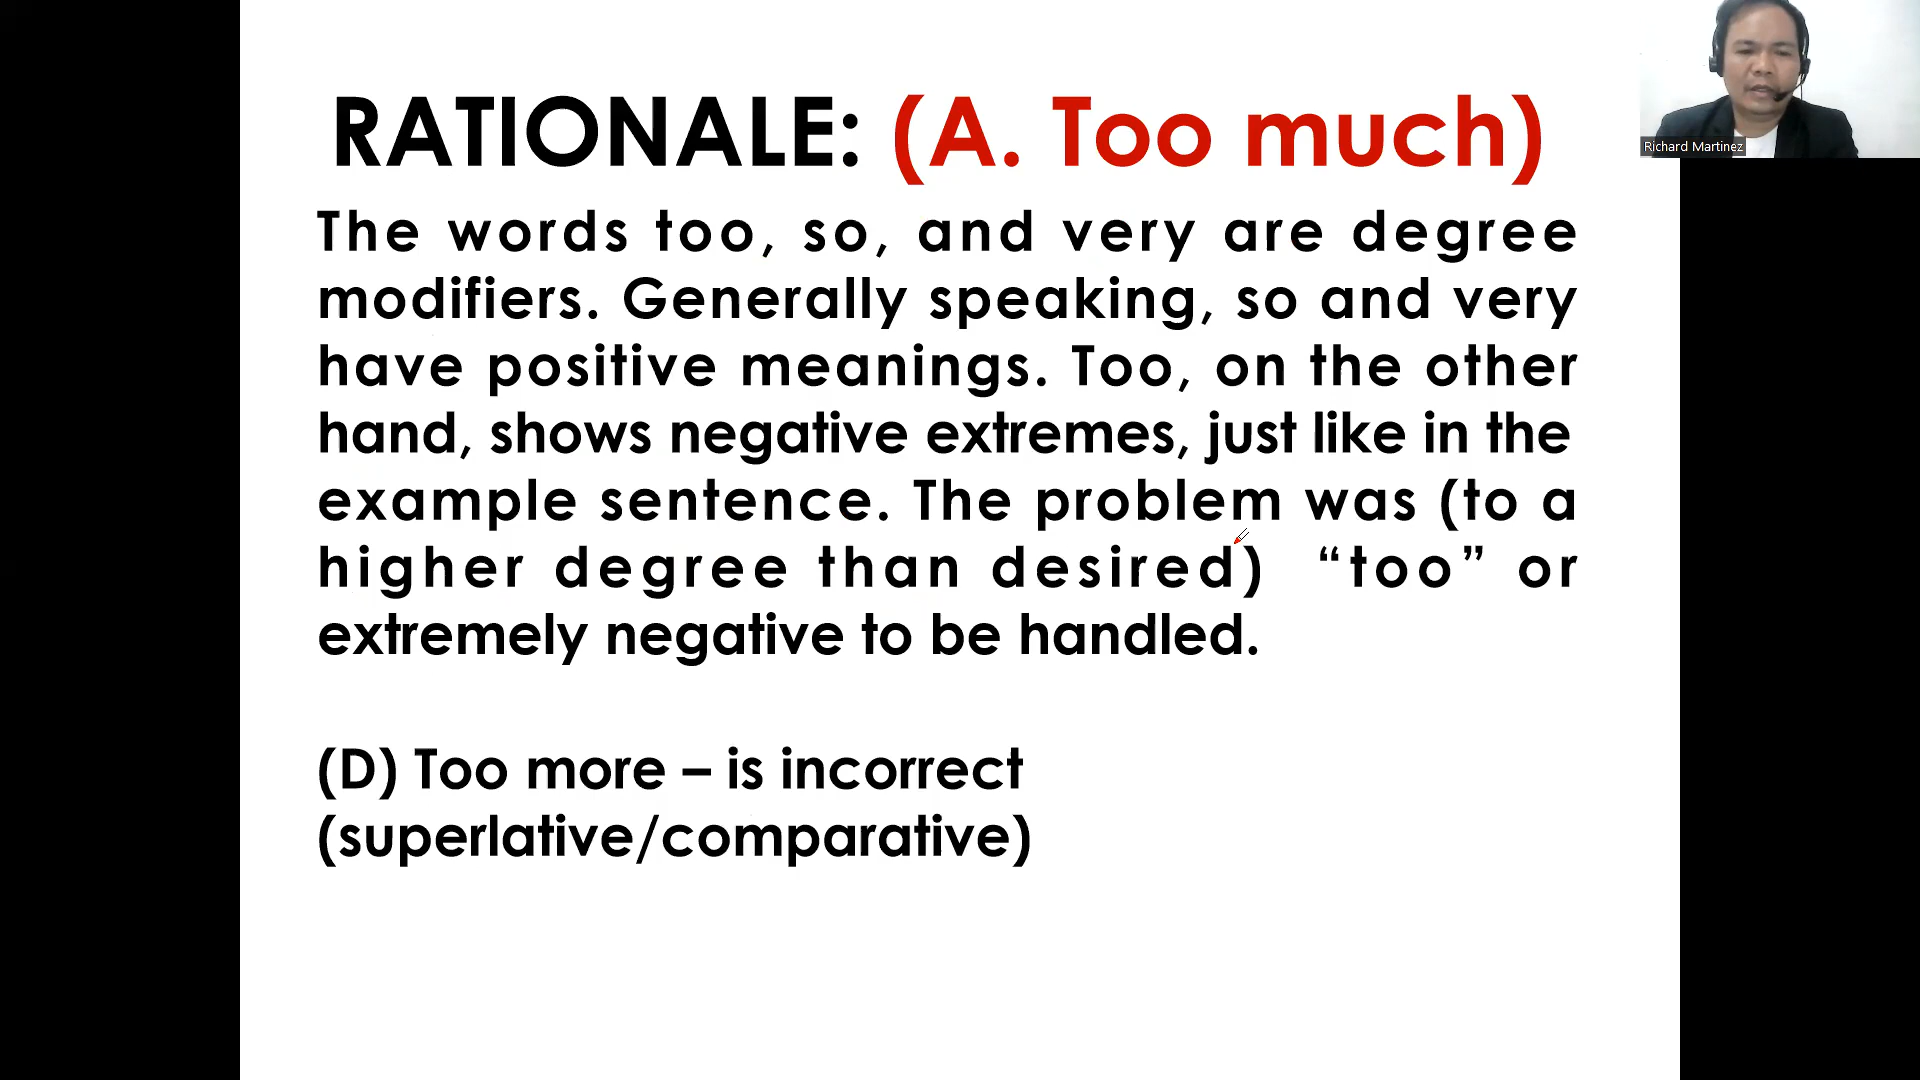 RATIONALE: (A. Too much)
Richard Martinez
The words too, so, and very are degree
modifiers. Generally speaking, so and very
have positive meanings. Too, on the other
hand, shows negative extremes, just like in the
example sentence. The problem was (to a
higher degree than desired) “too” or
extremely negative to be handled.
(D) Too more – is incorrect
(superlative/comparative)